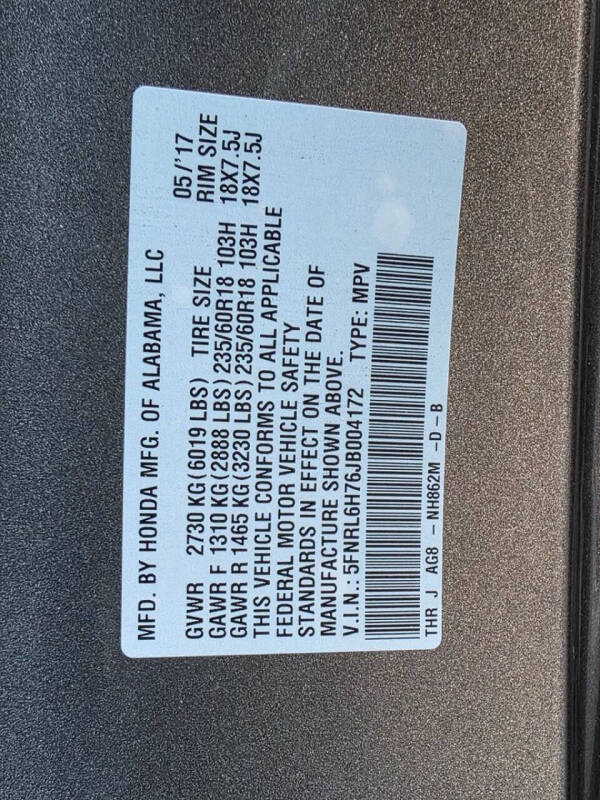 MFD. BY HONDA MFG. OF ALABAMA, LLC
05/'17
GVWR 2730 KG (6019 LBS) TIRE SIZE RIM SIZE
GAWR F 1310 KG (2888 LBS) 235/60R18 103H 18X7.5J
GAWR R 1465 KG (3230 LBS) 235/60R18 103H 18X7.5J
THIS VEHICLE CONFORMS TO ALL APPLICABLE
FEDERAL MOTOR VEHICLE SAFETY
STANDARDS IN EFFECT ON THE DATE OF
MANUFACTURE SHOWN ABOVE.
V.I.N.: 5FNRL6H76JB004172 TYPE: MPV
THR J AG8 - NH862M -D-B